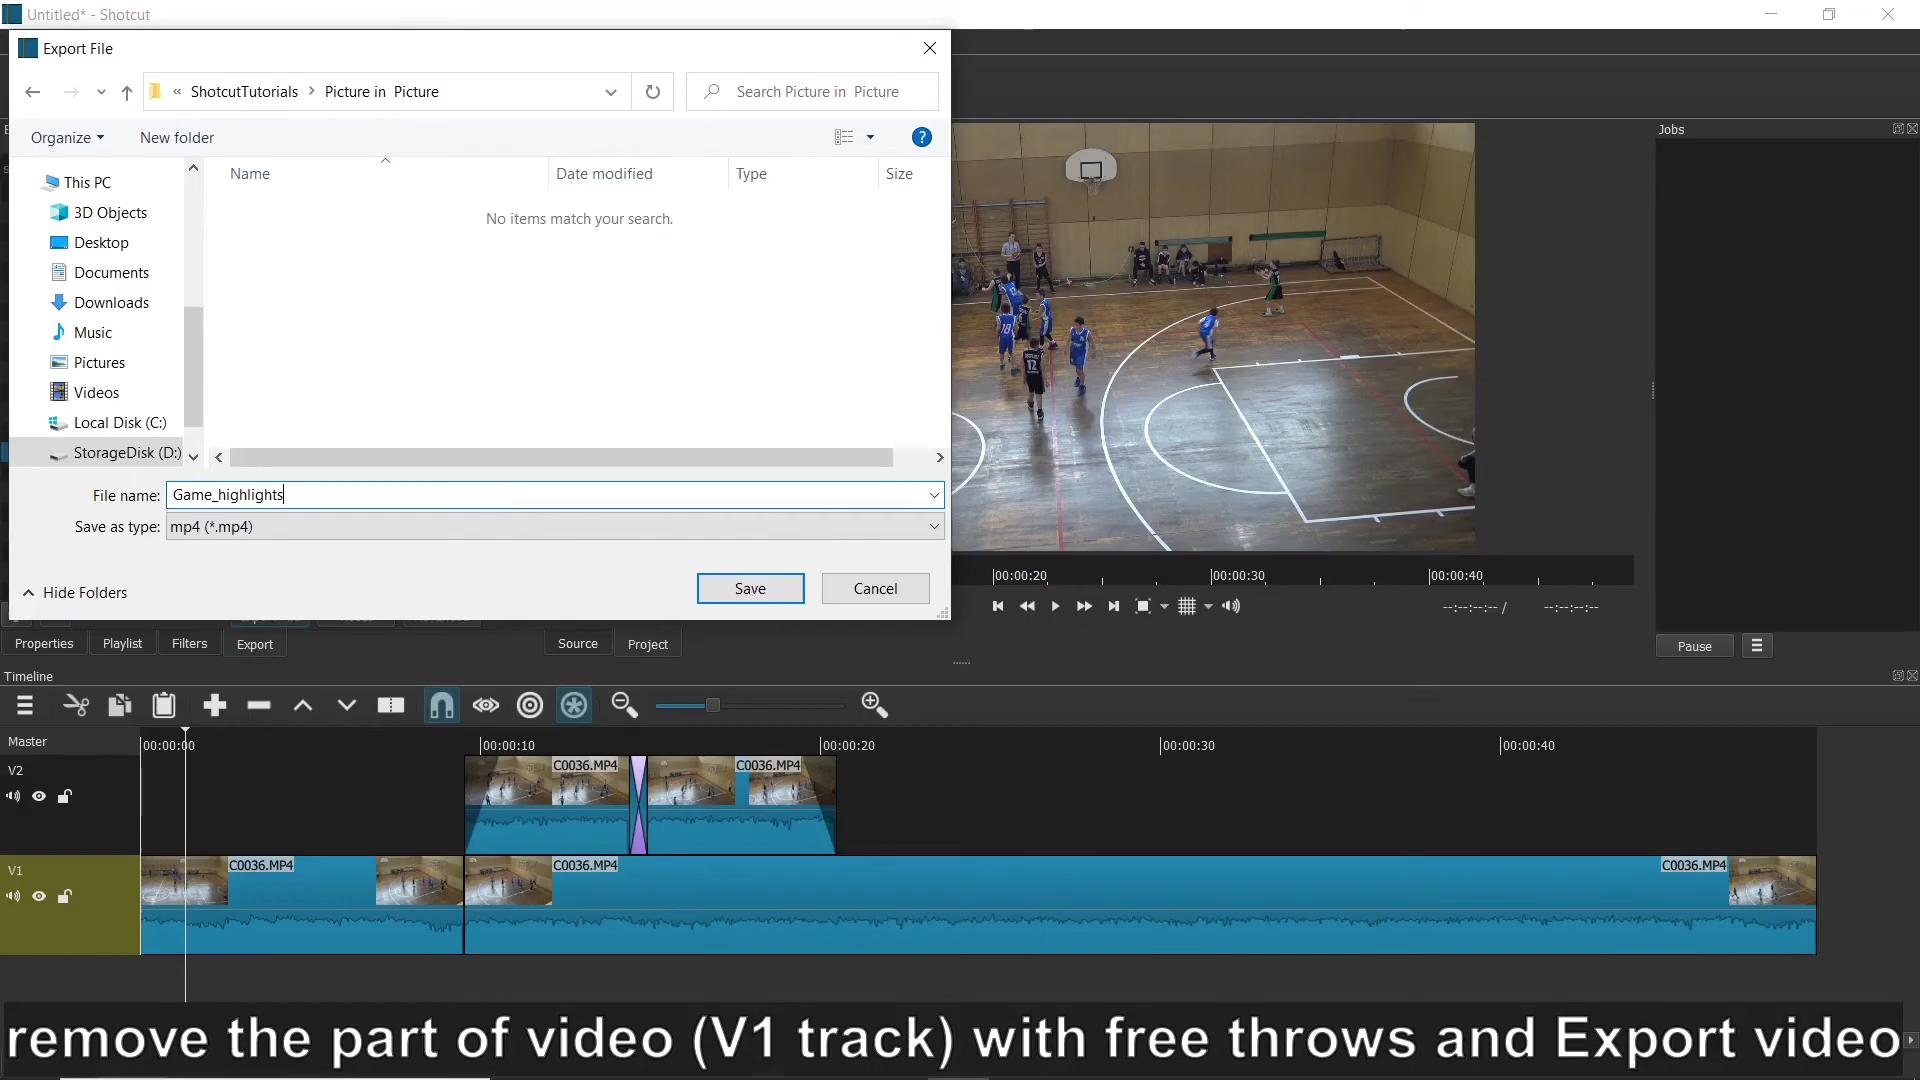 Untitled* - Shotcut
Export File
« ShotcutTutorials > Picture in  Picture
Search Picture in  Picture
Organize
New folder
Name
Date modified
Type
Size
No items match your search.
This PC
3D Objects
Desktop
Documents
Downloads
Music
Pictures
Videos
Local Disk (C:)
StorageDisk (D:)
File name: Game_highlights
Save as type: mp4 (*.mp4)
Hide Folders
Save
Cancel
Jobs
00:00:20
00:00:30
00:00:40
--:--:--:-- /
--:--:--:--
Properties
Playlist
Filters
Export
Source
Project
Pause
Timeline
Master
00:00:00
00:00:10
00:00:20
00:00:30
00:00:40
V2
C0036.MP4
C0036.MP4
V1
C0036.MP4
C0036.MP4
C0036.MP4
remove the part of video (V1 track) with free throws and Export video